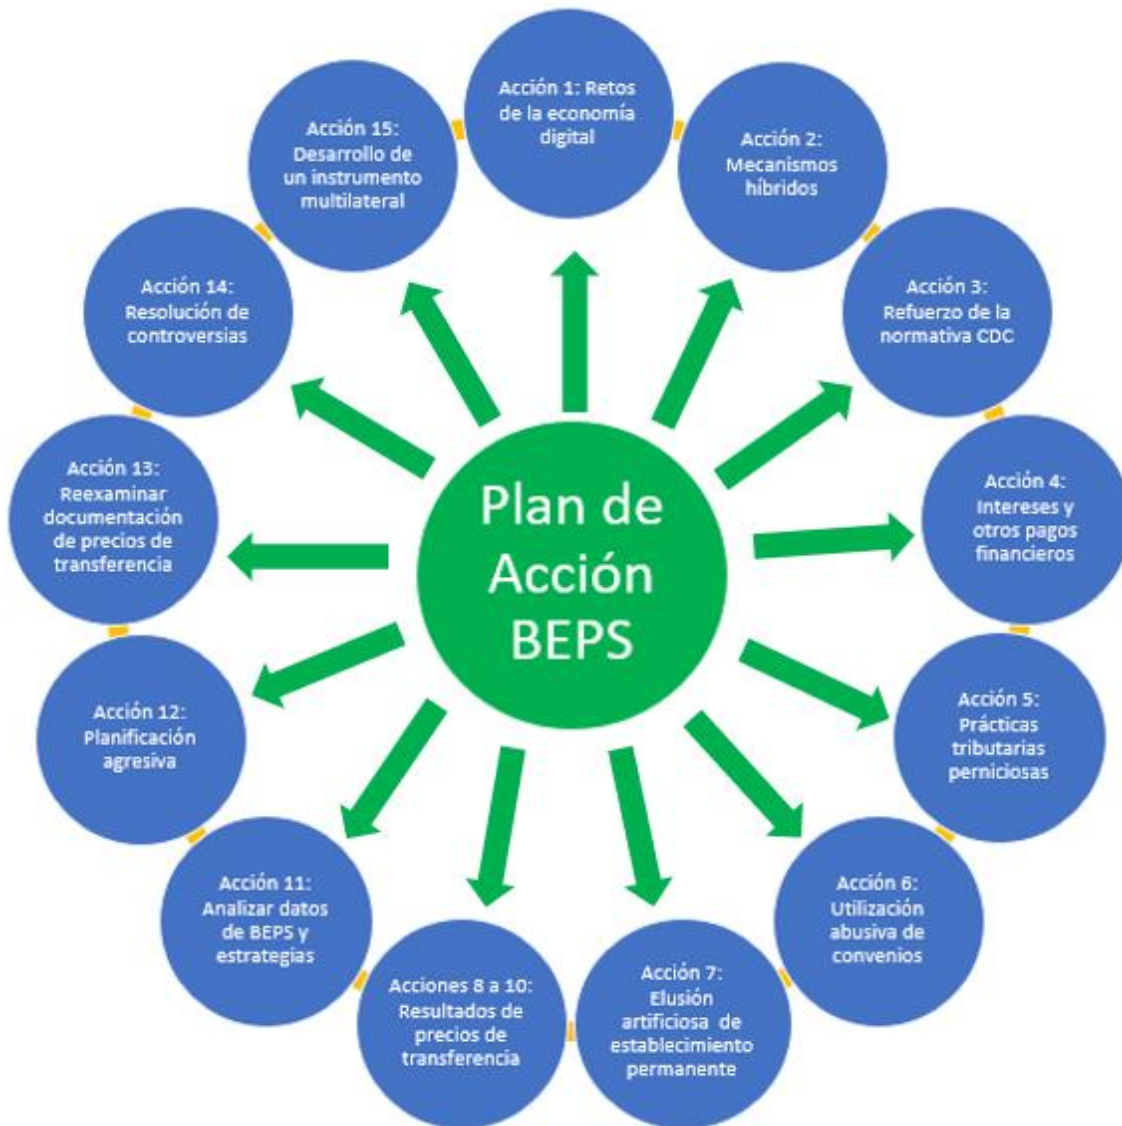 Plan de
Acción
BEPS
Acción 1: Retos
de la economía
digital
Acción 2:
Mecanismos
híbridos
Acción 3:
Refuerzo de la
normativa CDC
Acción 4:
Intereses y
otros pagos
financieros
Acción 5:
Prácticas
tributarias
perniciosas
Acción 6:
Utilización
abusiva de
convenios
Acción 7:
Elusión
artificiosa de
establecimiento
permanente
Acciones 8 a 10:
Resultados de
precios de
transferencia
Acción 11:
Analizar datos
de BEPS y
estrategias
Acción 12:
Planificación
agresiva
Acción 13:
Reexaminar
documentación
de precios de
transferencia
Acción 14:
Resolución de
controversias
Acción 15:
Desarrollo de
un instrumento
multilateral